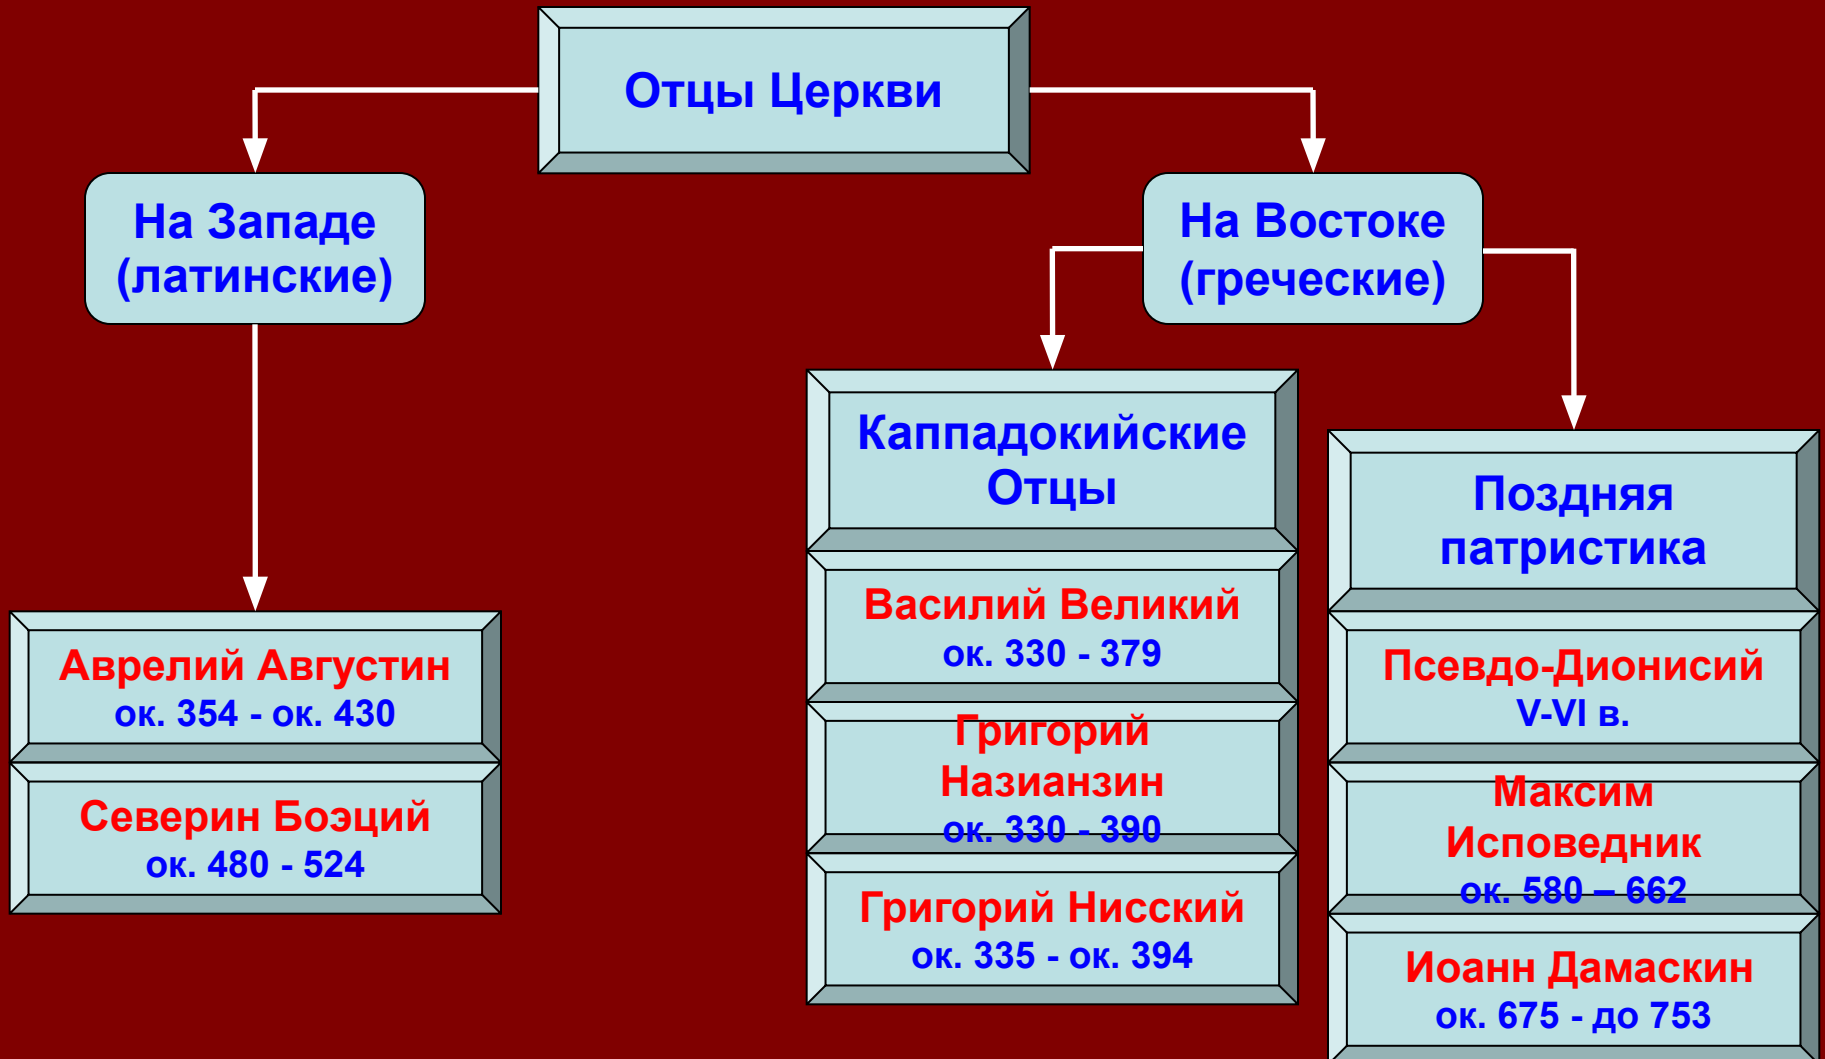 Отцы Церкви
На Западе
(латинские)
На Востоке
(греческие)
Аврелий Августин
ок. 354 - ок. 430
Северин Боэций
ок. 480 - 524
Каппадокийские
Отцы
Василий Великий
ок. 330 - 379
Григорий
Назианзин
ок. 330 - 390
Григорий Нисский
ок. 335 - ок. 394
Поздняя
патристика
Псевдо-Дионисий
V-VI в.
Максим
Исповедник
ок. 580 – 662
Иоанн Дамаскин
ок. 675 - до 753